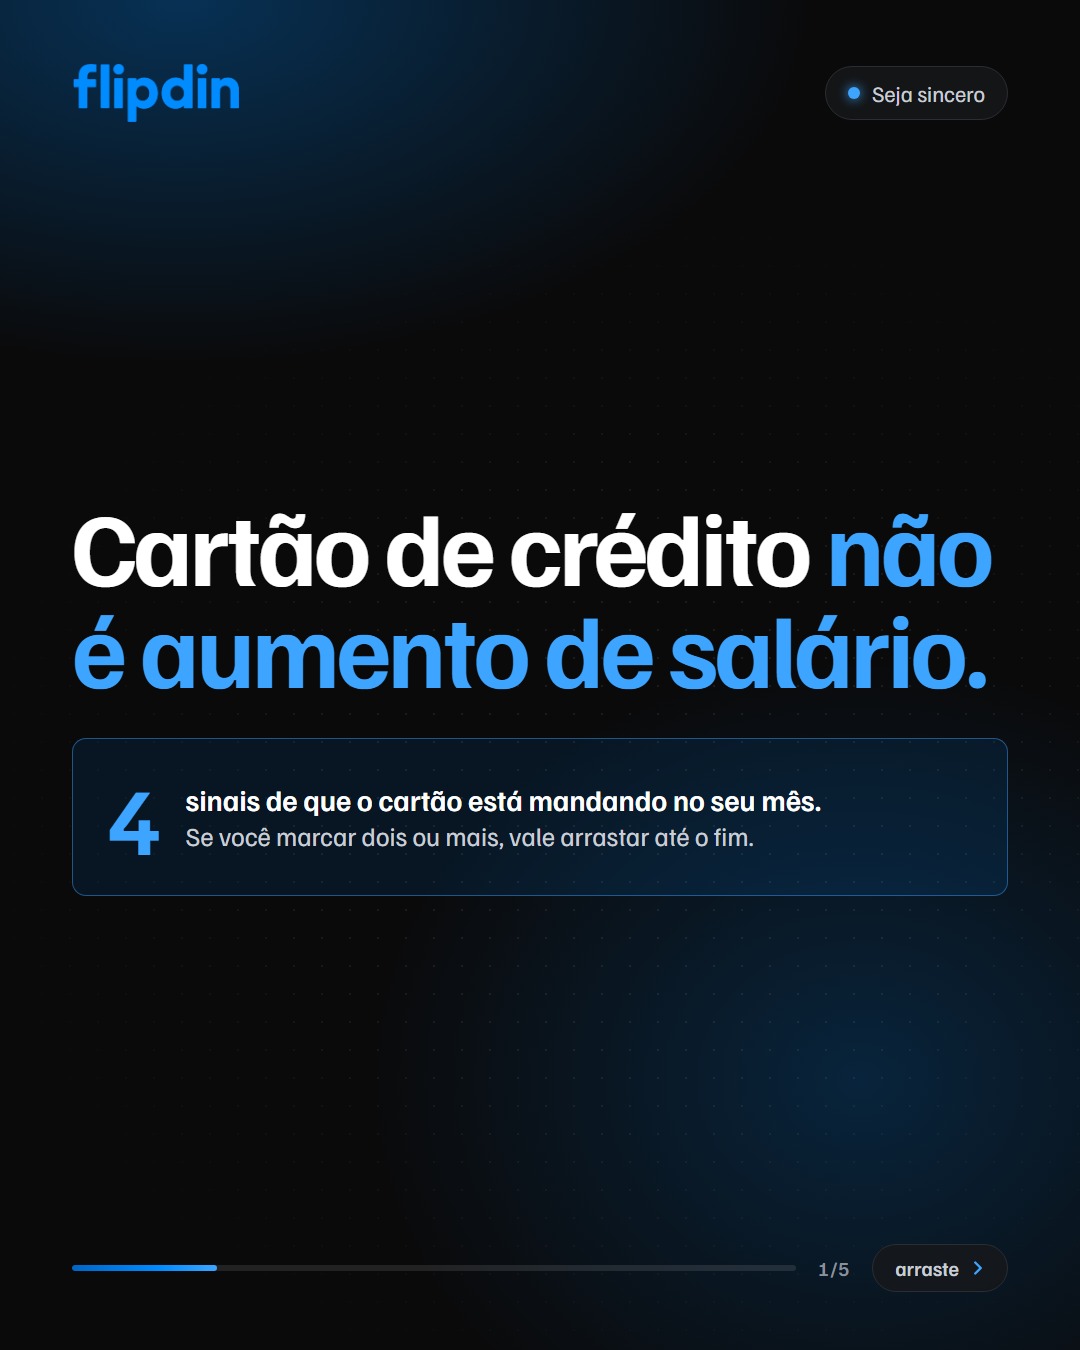 flipdin
Seja sincero
Cartão de crédito não
é aumento de salário.
4
sinais de que o cartão está mandando no seu mês.
Se você marcar dois ou mais, vale arrastar até o fim.
1/5
arraste